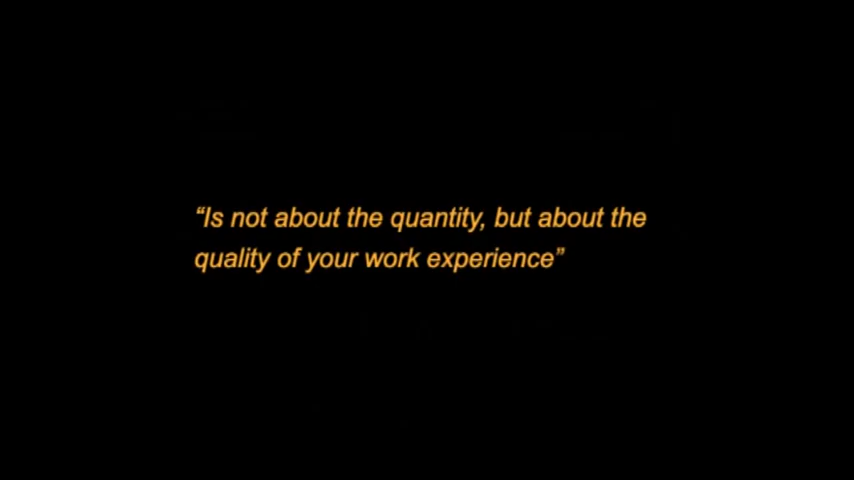 “Is not about the quantity, but about the
quality of your work experience”